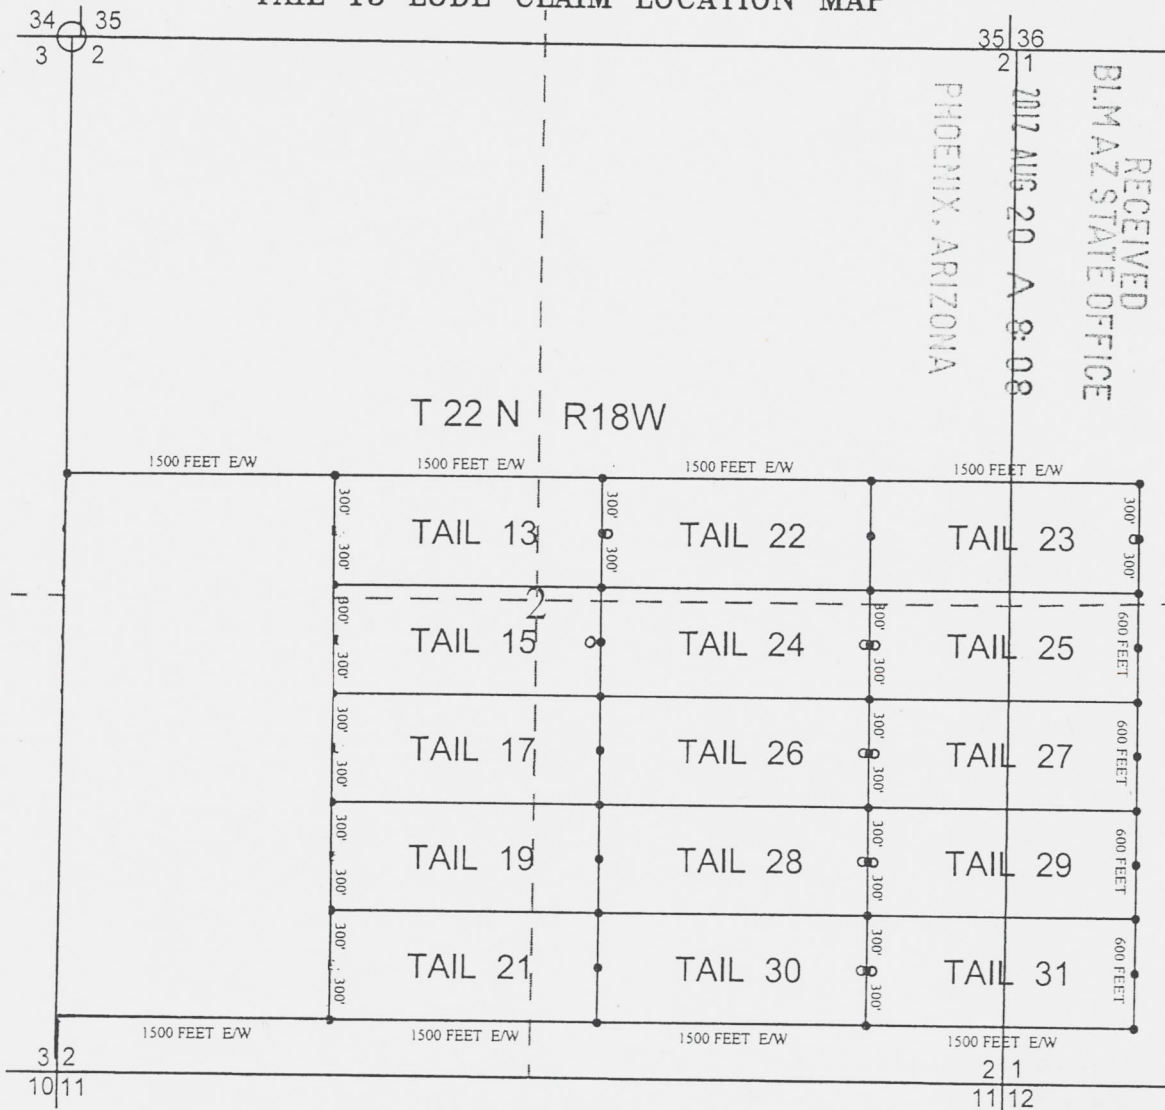 TAIL 13 LODE CLAIM LOCATION MAP
34 35
3 2
35 36
2 1
RECEIVED
BLM AZ STATE OFFICE
2012 AUG 20 A 8:08
PHOENIX, ARIZONA
T 22 N R18W
1500 FEET E/W 1500 FEET E/W 1500 FEET E/W 1500 FEET E/W
300' 300' 300'
TAIL 13 TAIL 22 TAIL 23
300' 300' 300'
2
300' 300' 600 FEET
TAIL 15 TAIL 24 TAIL 25
300' 300'
300' 300' 600 FEET
TAIL 17 TAIL 26 TAIL 27
300' 300'
300' 300' 600 FEET
TAIL 19 TAIL 28 TAIL 29
300' 300'
300' 300' 600 FEET
TAIL 21 TAIL 30 TAIL 31
300' 300'
1500 FEET E/W 1500 FEET E/W 1500 FEET E/W 1500 FEET E/W
3 2
10 11
2 1
11 12